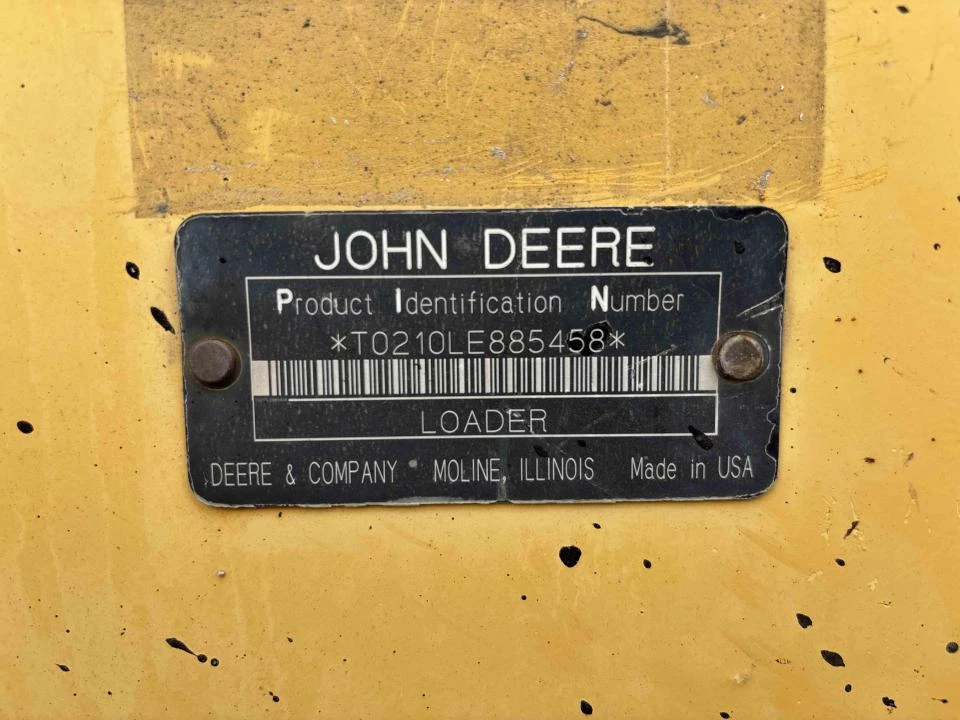 JOHN DEERE
Product Identification Number
*T0210LE885458*
LOADER
DEERE & COMPANY MOLINE, ILLINOIS Made in USA